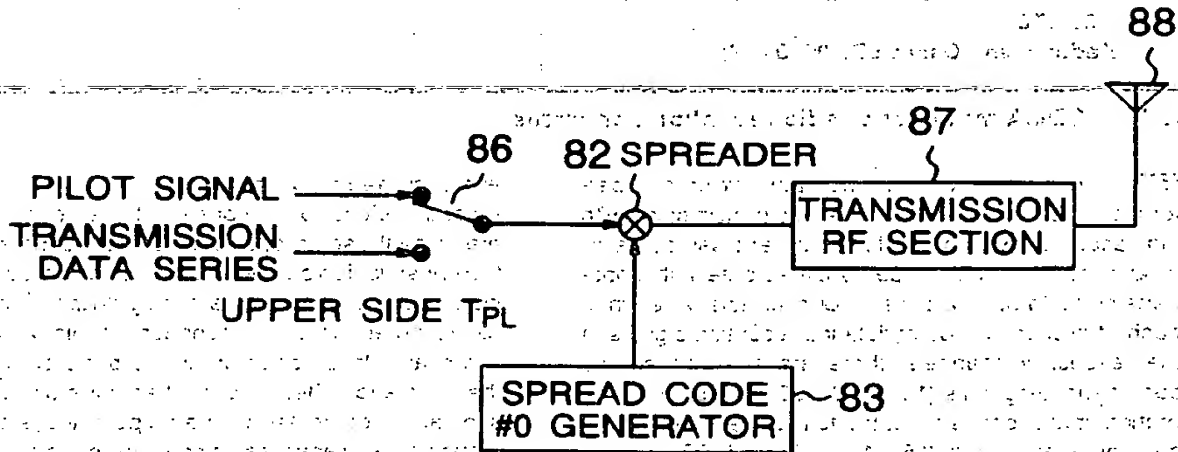 88
87
86
82 SPREADER
PILOT SIGNAL
TRANSMISSION
DATA SERIES
UPPER SIDE TPL
TRANSMISSION
RF SECTION
SPREAD CODE
#0 GENERATOR
83